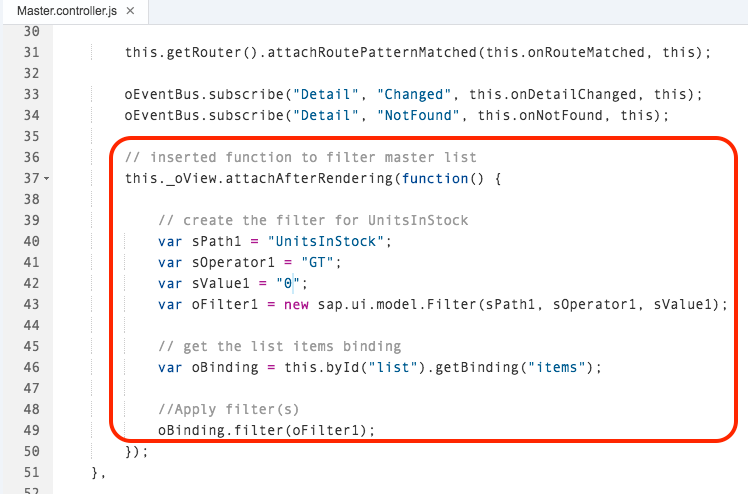 Master.controller.js ×
30
31 this.getRouter().attachRoutePatternMatched(this.onRouteMatched, this);
32
33 oEventBus.subscribe("Detail", "Changed", this.onDetailChanged, this);
34 oEventBus.subscribe("Detail", "NotFound", this.onNotFound, this);
35
36 // inserted function to filter master list
37 this._oView.attachAfterRendering(function() {
38
39 // create the filter for UnitsInStock
40 var sPath1 = "UnitsInStock";
41 var sOperator1 = "GT";
42 var sValue1 = "0";
43 var oFilter1 = new sap.ui.model.Filter(sPath1, sOperator1, sValue1);
44
45 // get the list items binding
46 var oBinding = this.byId("list").getBinding("items");
47
48 //Apply filter(s)
49 oBinding.filter(oFilter1);
50 });
51 },
52